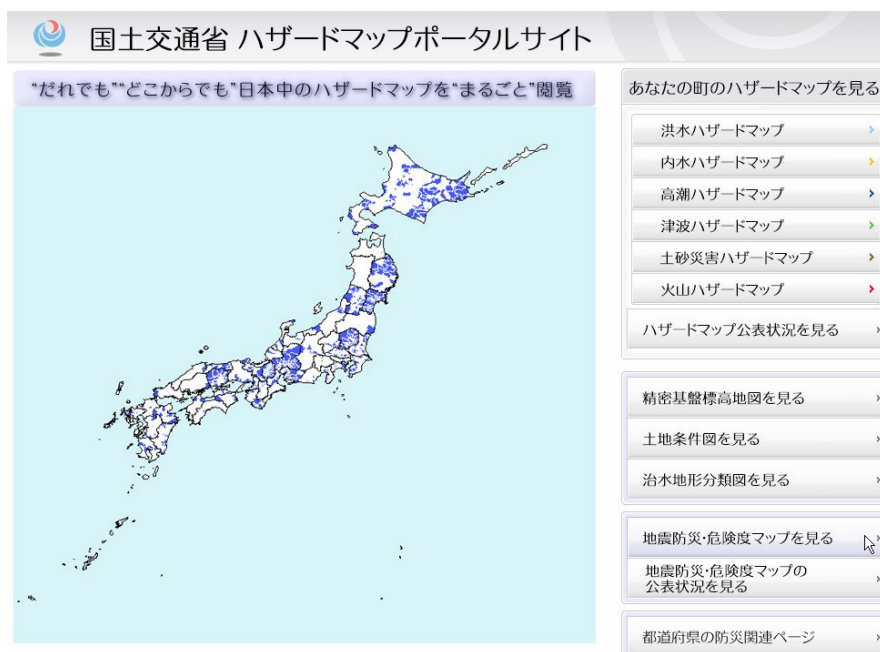 国土交通省 ハザードマップポータルサイト
“だれでも”“どこからでも”日本中のハザードマップを“まるごと”閲覧
あなたの町のハザードマップを見る
洪水ハザードマップ
内水ハザードマップ
高潮ハザードマップ
津波ハザードマップ
土砂災害ハザードマップ
火山ハザードマップ
ハザードマップ公表状況を見る
精密基盤標高地図を見る
土地条件図を見る
治水地形分類図を見る
地震防災・危険度マップを見る
地震防災・危険度マップの
公表状況を見る
都道府県の防災関連ページ